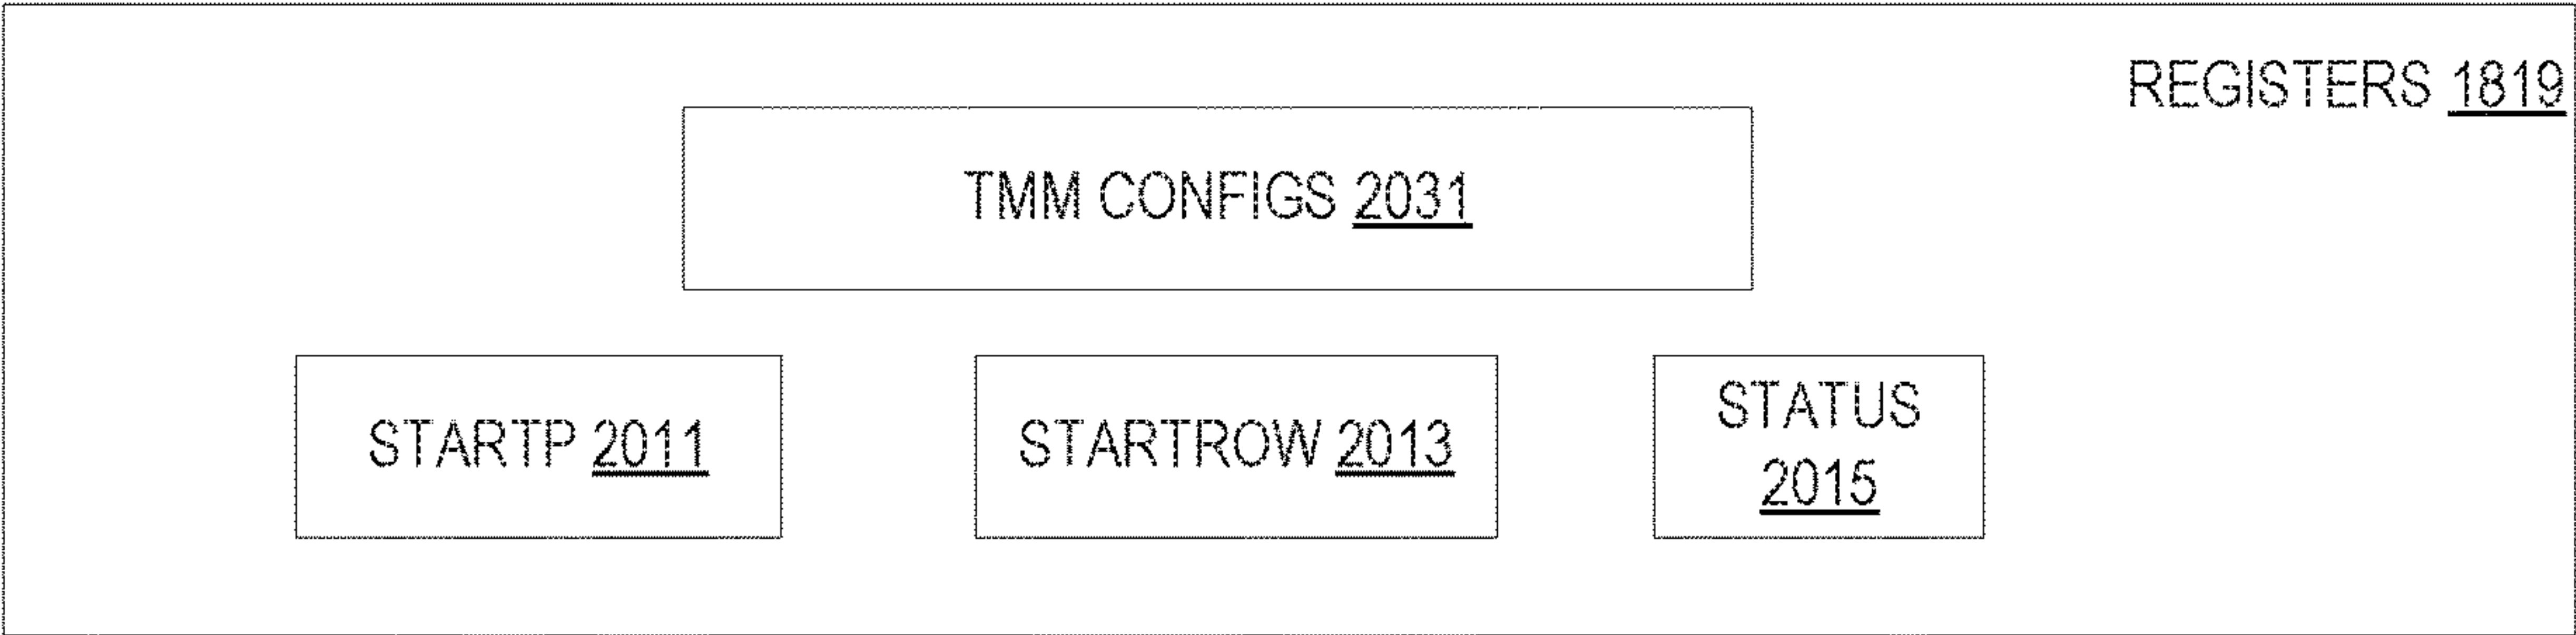 REGISTERS 1819
TMM CONFIGS 2031
STARTP 2011
STARTROW 2013
STATUS
2015